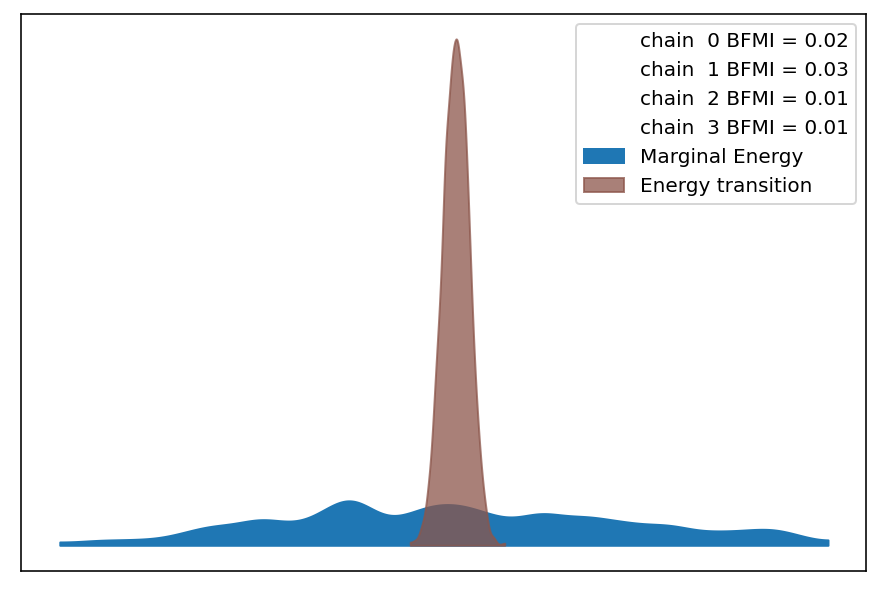 chain  0 BFMI = 0.02
chain  1 BFMI = 0.03
chain  2 BFMI = 0.01
chain  3 BFMI = 0.01
Marginal Energy
Energy transition